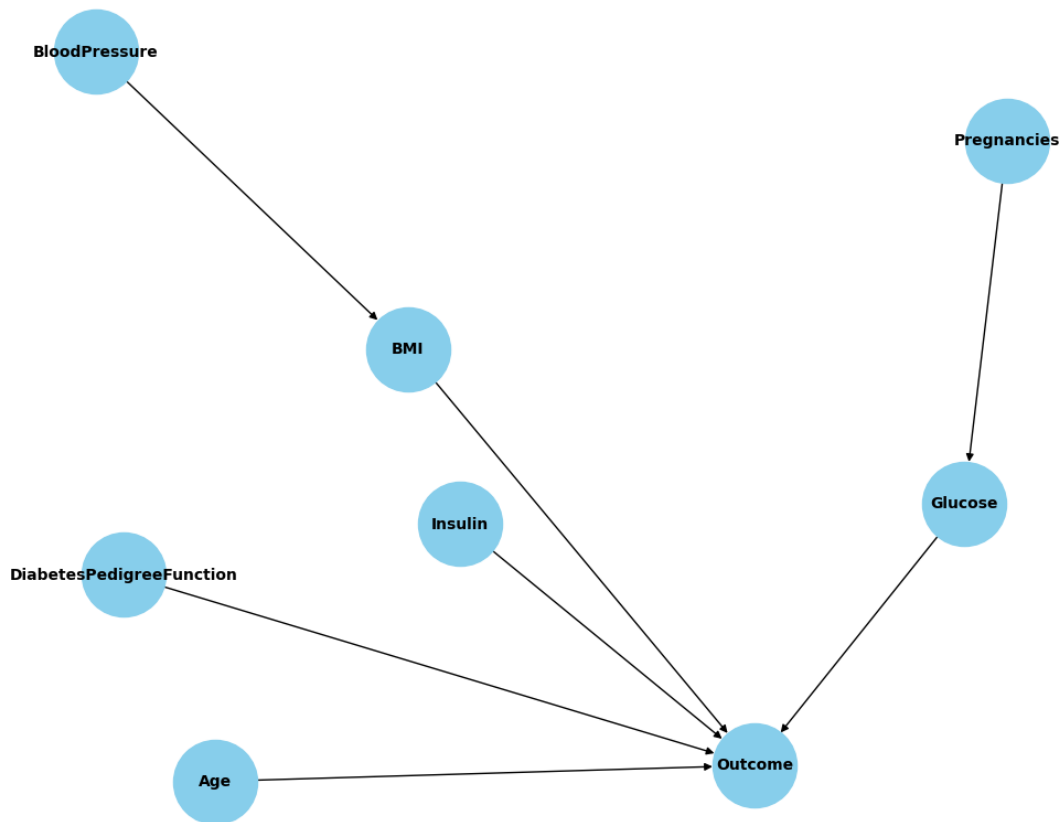 BloodPressure
Pregnancies
BMI
Glucose
Insulin
DiabetesPedigreeFunction
Outcome
Age